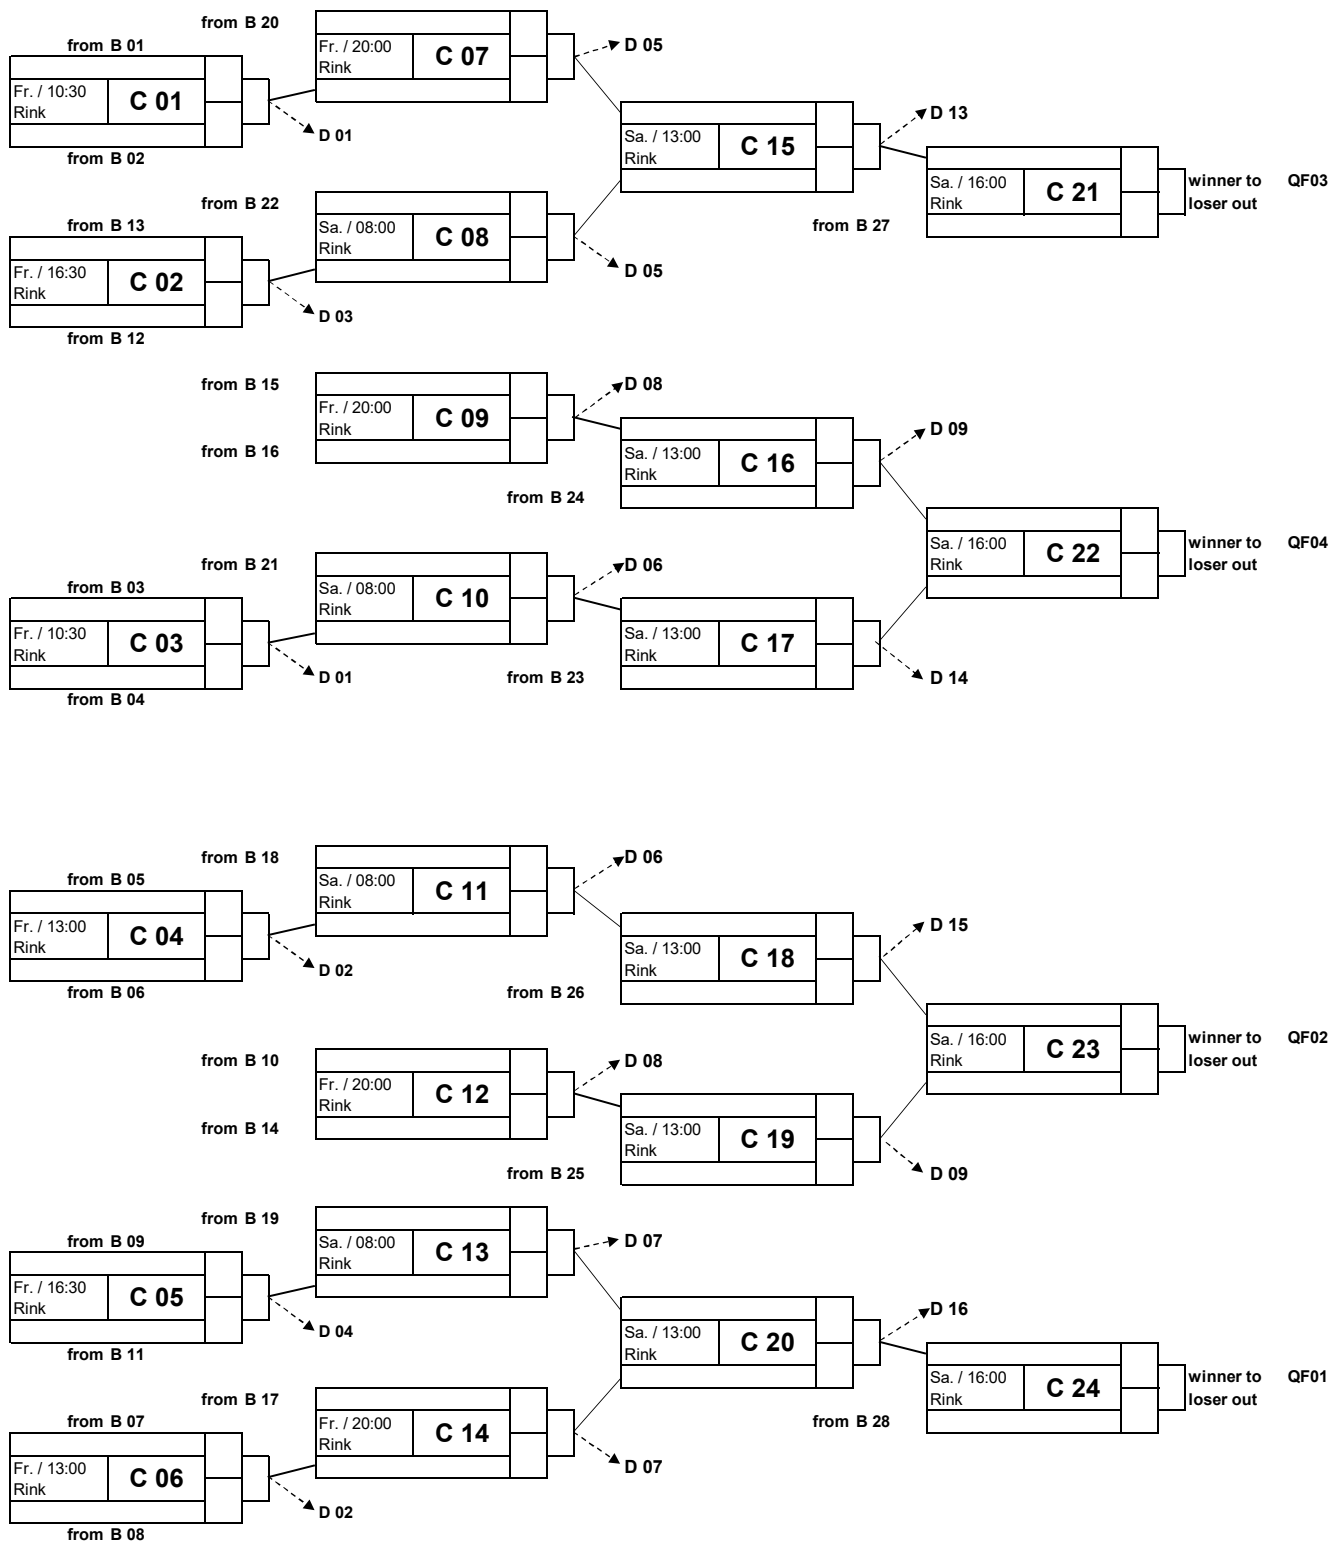 from B 20
from B 01
Fr. / 20:00
Rink
C 07
D 05
Fr. / 10:30
Rink
C 01
D 01
from B 02
Sa. / 13:00
Rink
C 15
D 13
Sa. / 16:00
Rink
C 21
winner to QF03
loser out
from B 22
from B 13
Sa. / 08:00
Rink
C 08
from B 27
Fr. / 16:30
Rink
C 02
D 05
D 03
from B 12
from B 15
Fr. / 20:00
Rink
C 09
D 08
from B 16
Sa. / 13:00
Rink
C 16
D 09
from B 24
Sa. / 16:00
Rink
C 22
winner to QF04
loser out
from B 21
from B 03
Sa. / 08:00
Rink
C 10
D 06
Fr. / 10:30
Rink
C 03
Sa. / 13:00
Rink
C 17
D 01
from B 23
D 14
from B 04
from B 18
from B 05
Sa. / 08:00
Rink
C 11
D 06
Fr. / 13:00
Rink
C 04
D 02
from B 06
Sa. / 13:00
Rink
C 18
D 15
from B 26
Sa. / 16:00
Rink
C 23
winner to QF02
loser out
from B 10
Fr. / 20:00
Rink
C 12
D 08
from B 14
Sa. / 13:00
Rink
C 19
from B 25
D 09
from B 19
from B 09
Sa. / 08:00
Rink
C 13
D 07
Fr. / 16:30
Rink
C 05
D 04
from B 11
Sa. / 13:00
Rink
C 20
D 16
Sa. / 16:00
Rink
C 24
winner to QF01
loser out
from B 17
from B 07
Fr. / 20:00
Rink
C 14
from B 28
Fr. / 13:00
Rink
C 06
D 07
D 02
from B 08